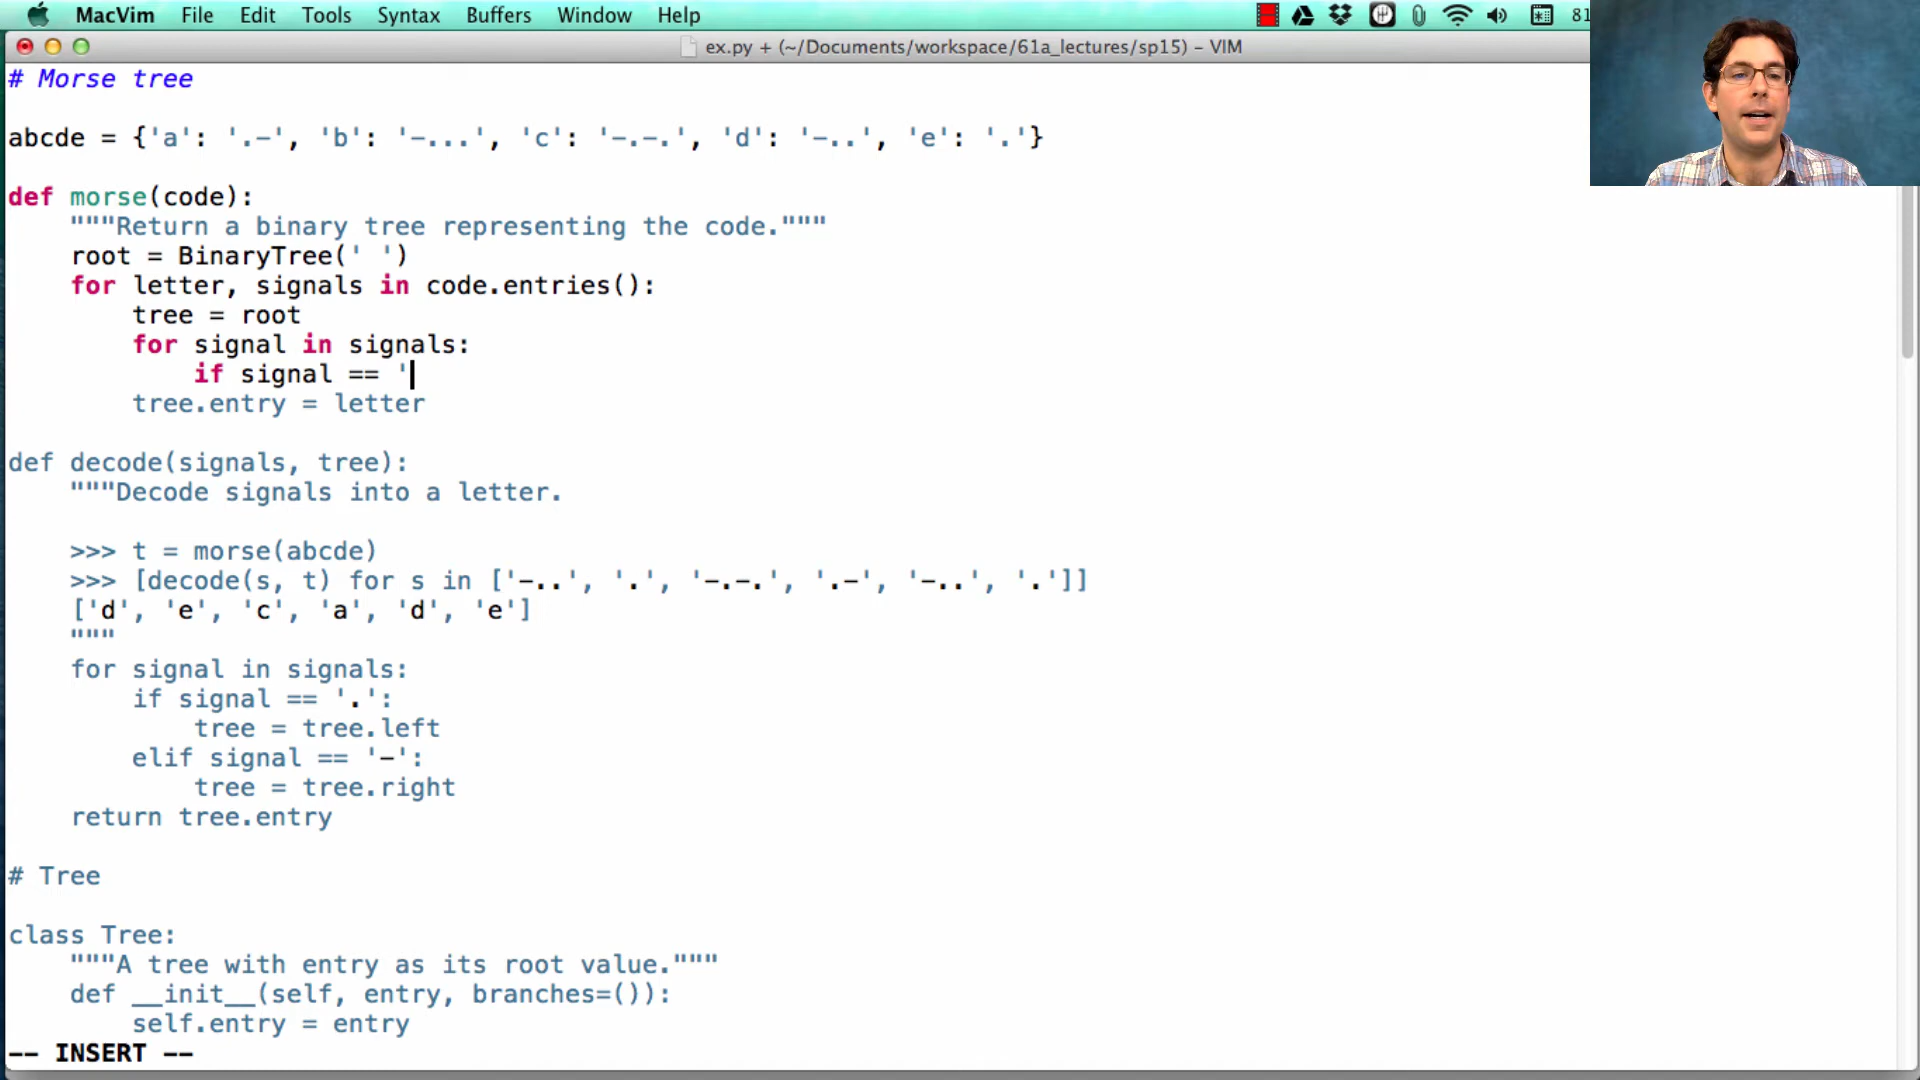 MacVim File Edit Tools Syntax Buffers Window Help 81
ex.py + (~/Documents/workspace/61a_lectures/sp15) – VIM
# Morse tree
abcde = {'a': '.-', 'b': '-...', 'c': '-.-.', 'd': '-..', 'e': '.'}
def morse(code):
    """Return a binary tree representing the code."""
    root = BinaryTree(' ')
    for letter, signals in code.entries():
        tree = root
        for signal in signals:
            if signal == '
        tree.entry = letter
def decode(signals, tree):
    """Decode signals into a letter.
    >>> t = morse(abcde)
    >>> [decode(s, t) for s in ['-..', '.', '-.-.', '.-', '-..', '.']]
    ['d', 'e', 'c', 'a', 'd', 'e']
    """
    for signal in signals:
        if signal == '.':
            tree = tree.left
        elif signal == '-':
            tree = tree.right
    return tree.entry
# Tree
class Tree:
    """A tree with entry as its root value."""
    def __init__(self, entry, branches=()):
        self.entry = entry
-- INSERT --